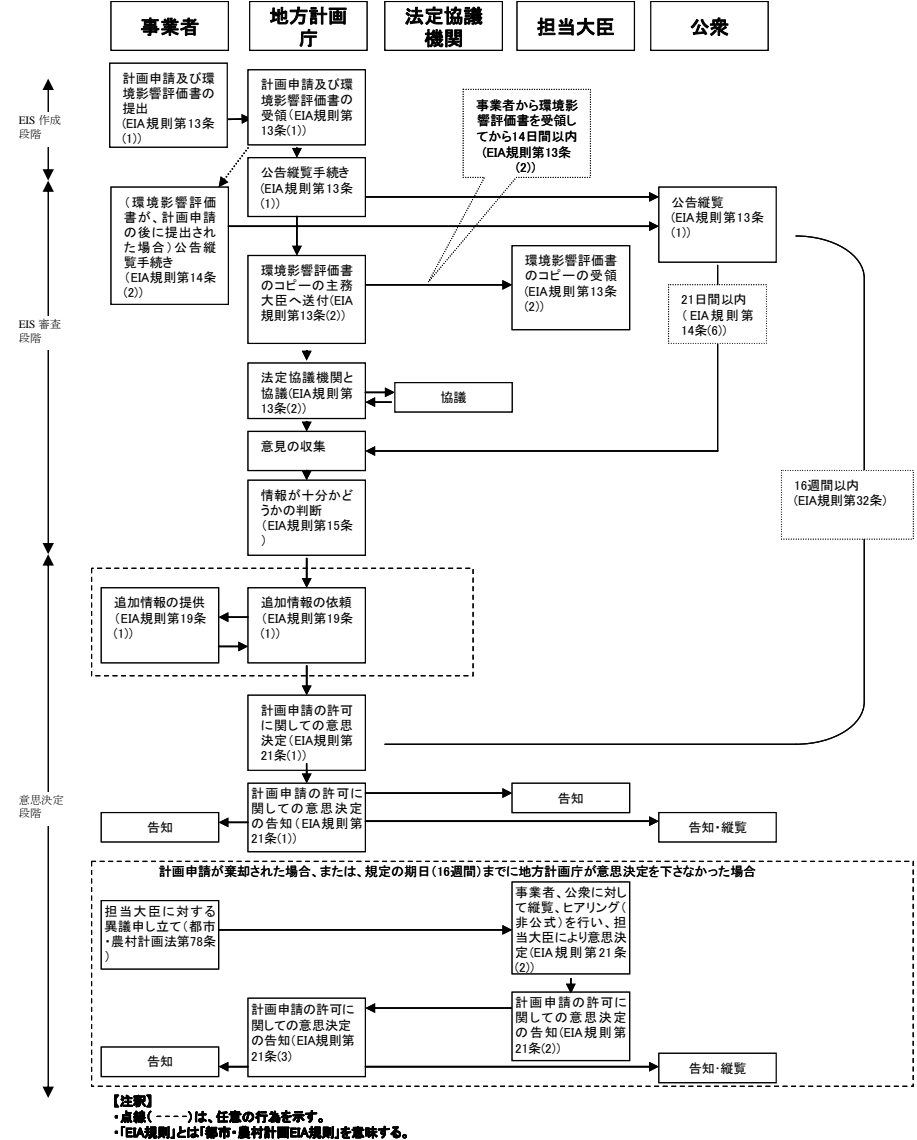 事業者
地方計画
庁
法定協議
機関
担当大臣
公衆
EIS 作成
段階
計画申請及び環
境影響評価書の
提出
(EIA規則第13条
(1))
計画申請及び環
境影響評価書の
受領(EIA規則第
13条(1))
事業者から環境影
響評価書を受領し
てから14日間以内
(EIA規則第13条
(2))
公告縦覧手続き
(EIA規則第13条
(1))
(環境影響評価
書が、計画申請
の後に提出され
た場合)公告縦
覧手続き
(EIA規則第14条
(2))
公告縦覧
(EIA規則第13条
(1))
EIS 審査
段階
環境影響評価書
のコピーの主務
大臣へ送付(EIA
規則第13条(2))
環境影響評価書
のコピーの受領
(EIA規則第13条
(2))
21日間以内
(EIA規則第
14条(6))
法定協議機関と
協議(EIA規則第
13条(2))
協議
意見の収集
情報が十分かど
うかの判断
(EIA規則第15条
)
16週間以内
(EIA規則第32条)
追加情報の提供
(EIA規則第19条
(1))
追加情報の依頼
(EIA規則第19条
(1))
計画申請の許可
に関しての意思
決定(EIA規則第
21条(1))
意思決定
段階
計画申請の許可に
関しての意思決定
の告知(EIA規則第
21条(1))
告知
告知
告知・縦覧
計画申請が棄却された場合、または、規定の期日(16週間)までに地方計画庁が意思決定を下さなかった場合
担当大臣に対する
異議申し立て(都市
・農村計画法第78条
)
事業者、公衆に対し
て縦覧、ヒアリング(
非公式)を行い、担
当大臣により意思決
定(EIA規則第21条
(2))
計画申請の許可に
関しての意思決定
の告知(EIA規則第
21条(3)
計画申請の許可に
関しての意思決定
の告知(EIA規則第
21条(2))
告知
告知・縦覧
【注釈】
・点線(----)は、任意の行為を示す。
・「EIA規則」とは「都市・農村計画EIA規則」を意味する。